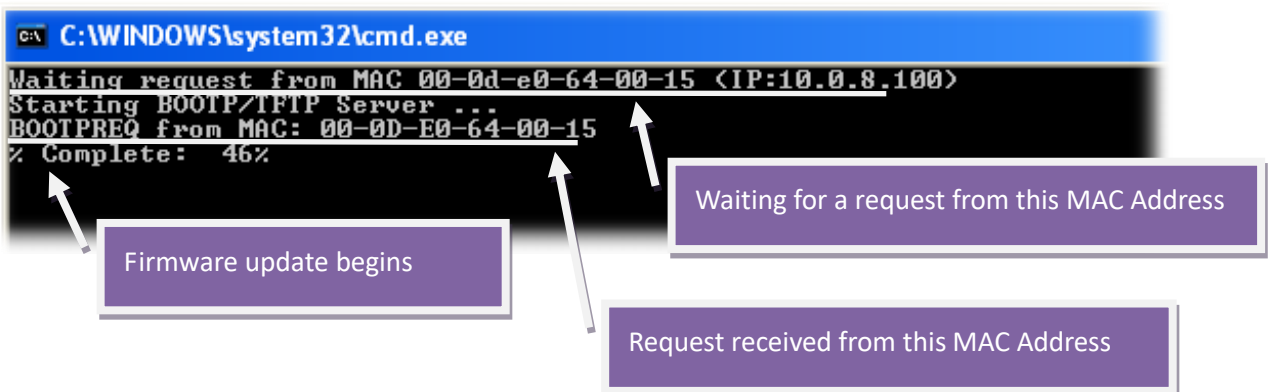 C:\WINDOWS\system32\cmd.exe
Waiting request from MAC 00-0d-e0-64-00-15 (IP:10.0.8.100)
Starting BOOTP/TFTP Server ...
BOOTPREQ from MAC: 00-0D-E0-64-00-15
% Complete: 46%
Waiting for a request from this MAC Address
Firmware update begins
Request received from this MAC Address